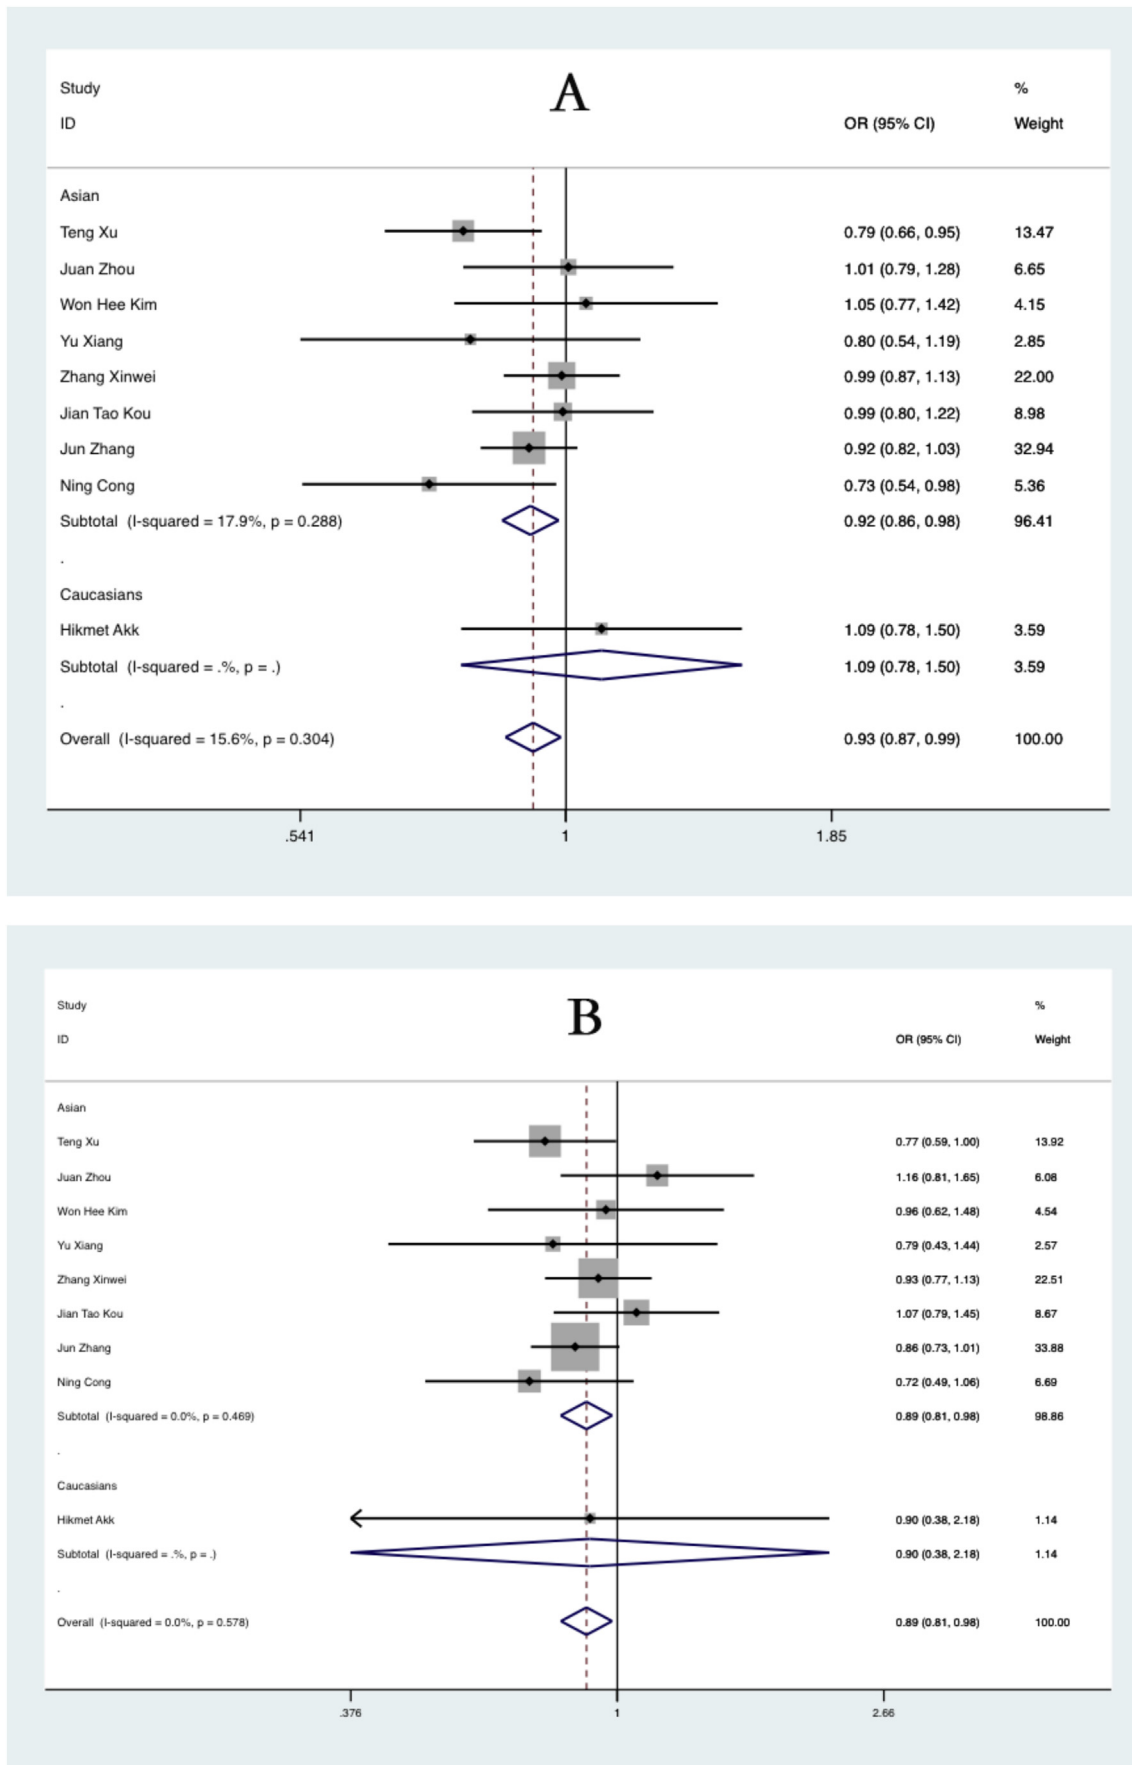 A
Study %
ID OR (95% CI) Weight
Asian
Teng Xu 0.79 (0.66, 0.95) 13.47
Juan Zhou 1.01 (0.79, 1.28) 6.65
Won Hee Kim 1.05 (0.77, 1.42) 4.15
Yu Xiang 0.80 (0.54, 1.19) 2.85
Zhang Xinwei 0.99 (0.87, 1.13) 22.00
Jian Tao Kou 0.99 (0.80, 1.22) 8.98
Jun Zhang 0.92 (0.82, 1.03) 32.94
Ning Cong 0.73 (0.54, 0.98) 5.36
Subtotal (I-squared = 17.9%, p = 0.288) 0.92 (0.86, 0.98) 96.41
.
Caucasians
Hikmet Akk 1.09 (0.78, 1.50) 3.59
Subtotal (I-squared = .%, p = .) 1.09 (0.78, 1.50) 3.59
.
Overall (I-squared = 15.6%, p = 0.304) 0.93 (0.87, 0.99) 100.00
.541 1 1.85
B
Study %
ID OR (95% CI) Weight
Asian
Teng Xu 0.77 (0.59, 1.00) 13.92
Juan Zhou 1.16 (0.81, 1.65) 6.08
Won Hee Kim 0.96 (0.62, 1.48) 4.54
Yu Xiang 0.79 (0.43, 1.44) 2.57
Zhang Xinwei 0.93 (0.77, 1.13) 22.51
Jian Tao Kou 1.07 (0.79, 1.45) 8.67
Jun Zhang 0.86 (0.73, 1.01) 33.88
Ning Cong 0.72 (0.49, 1.06) 6.69
Subtotal (I-squared = 0.0%, p = 0.469) 0.89 (0.81, 0.98) 98.86
.
Caucasians
Hikmet Akk 0.90 (0.38, 2.18) 1.14
Subtotal (I-squared = .%, p = .) 0.90 (0.38, 2.18) 1.14
.
Overall (I-squared = 0.0%, p = 0.578) 0.89 (0.81, 0.98) 100.00
.376 1 2.66